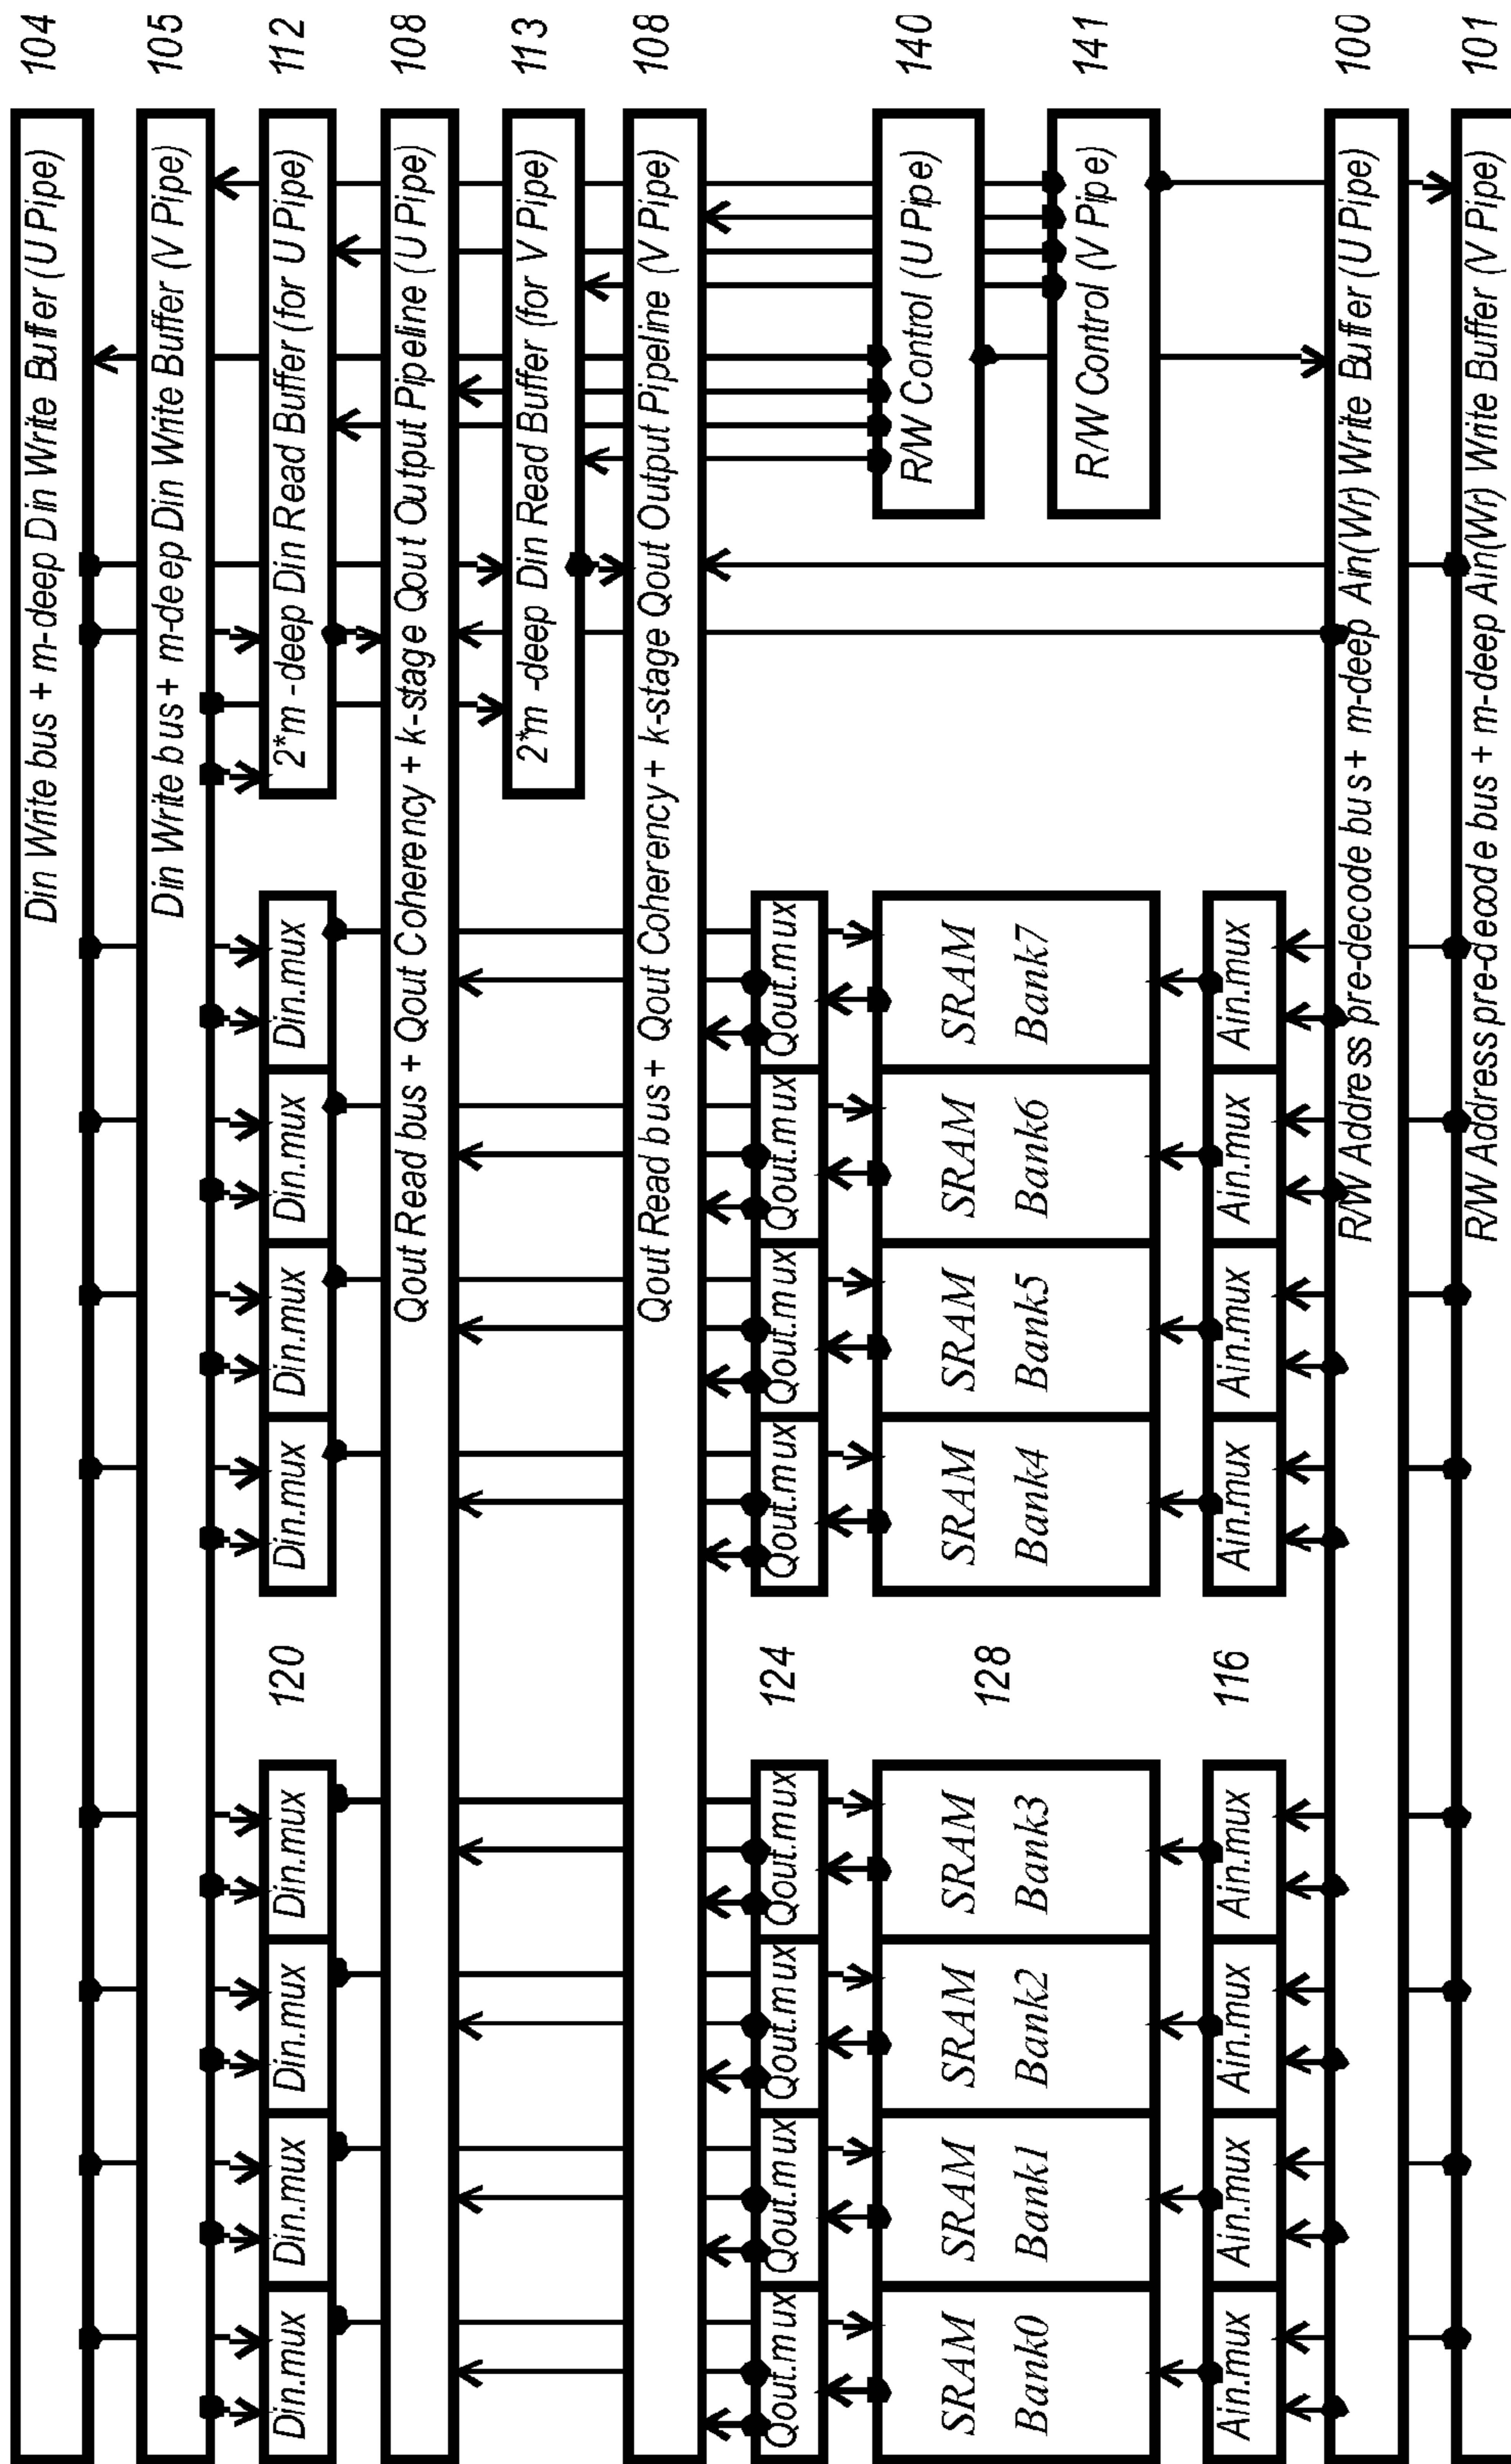 Din Write bus + m-deep Din Write Buffer (U Pipe)
104
Din Write bus + m-deep Din Write Buffer (V Pipe)
105
Din.mux
Din.mux
Din.mux
Din.mux
120
Din.mux
Din.mux
Din.mux
Din.mux
2*m -deep Din Read Buffer (for U Pipe)
112
Qout Read bus + Qout Coherency + k-stage Qout Output Pipeline (U Pipe)
108
2*m -deep Din Read Buffer (for V Pipe)
113
Qout Read bus + Qout Coherency + k-stage Qout Output Pipeline (V Pipe)
108
Qout.mux
Qout.mux
Qout.mux
Qout.mux
124
Qout.mux
Qout.mux
Qout.mux
Qout.mux
SRAM
Bank0
SRAM
Bank1
SRAM
Bank2
SRAM
Bank3
128
SRAM
Bank4
SRAM
Bank5
SRAM
Bank6
SRAM
Bank7
R/W Control (U Pipe)
140
R/W Control (V Pipe)
141
Ain.mux
Ain.mux
Ain.mux
Ain.mux
116
Ain.mux
Ain.mux
Ain.mux
Ain.mux
R/W Address pre-decode bus + m-deep Ain(Wr) Write Buffer (U Pipe)
100
R/W Address pre-decode bus + m-deep Ain(Wr) Write Buffer (V Pipe)
101